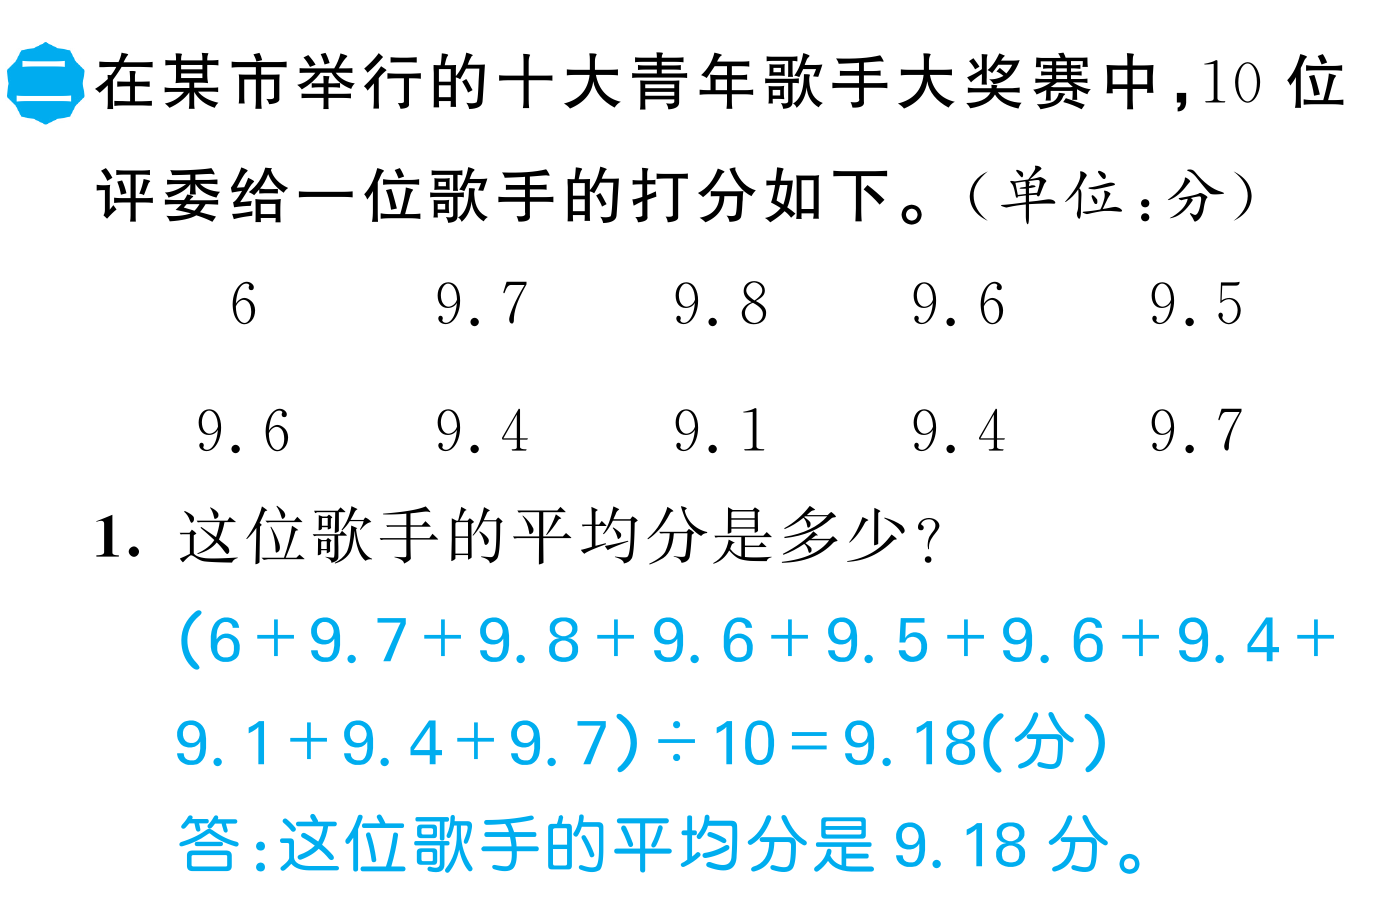 二 在某市举行的十大青年歌手大奖赛中,10 位
评委给一位歌手的打分如下。(单位:分)
6 9.7 9.8 9.6 9.5
9.6 9.4 9.1 9.4 9.7
1. 这位歌手的平均分是多少?
(6+9.7+9.8+9.6+9.5+9.6+9.4+
9.1+9.4+9.7)÷10=9.18(分)
答:这位歌手的平均分是 9.18 分。